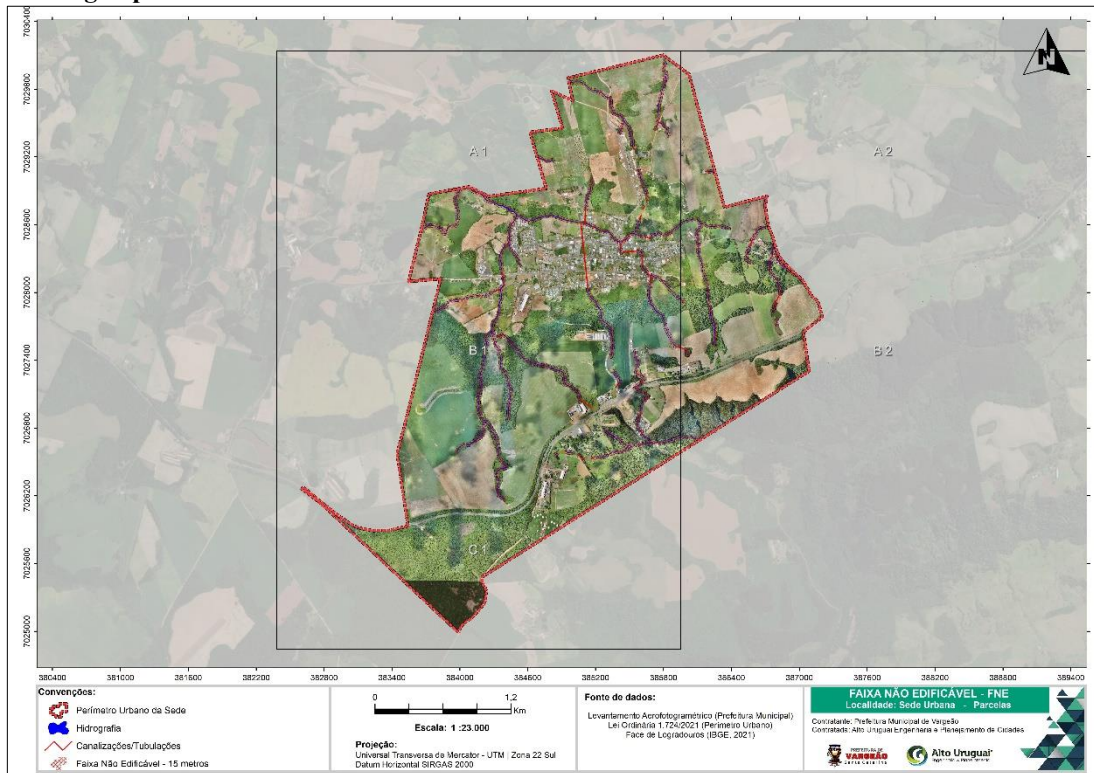 N
A 1
A 2
B 1
B 2
C 1
7030400
7029800
7029200
7028600
7028000
7027400
7026800
7026200
7025600
7025000
380400 381000 381600 382200 382800 383400 384000 384600 385200 385800 386400 387000 387600 388200 388800 389400
Convenções:
Perímetro Urbano da Sede
Hidrografia
Canalizações/Tubulações
Faixa Não Edificável - 15 metros
0 1,2
Km
Escala: 1 :23.000
Projeção:
Universal Transversa de Mercator - UTM | Zona 22 Sul
Datum Horizontal SIRGAS 2000
Fonte de dados:
Levantamento Aerofotogramétrico (Prefeitura Municipal)
Lei Ordinária 1.724/2021 (Perímetro Urbano)
Face de Logradouros (IBGE, 2021)
FAIXA NÃO EDIFICÁVEL - FNE
Localidade: Sede Urbana - Parcelas
Contratante: Prefeitura Municipal de Vargeão
Contratada: Alto Uruguai Engenharia e Planejamento de Cidades
PREFEITURA DE
VARGEÃO
SANTA CATARINA
Alto Uruguai